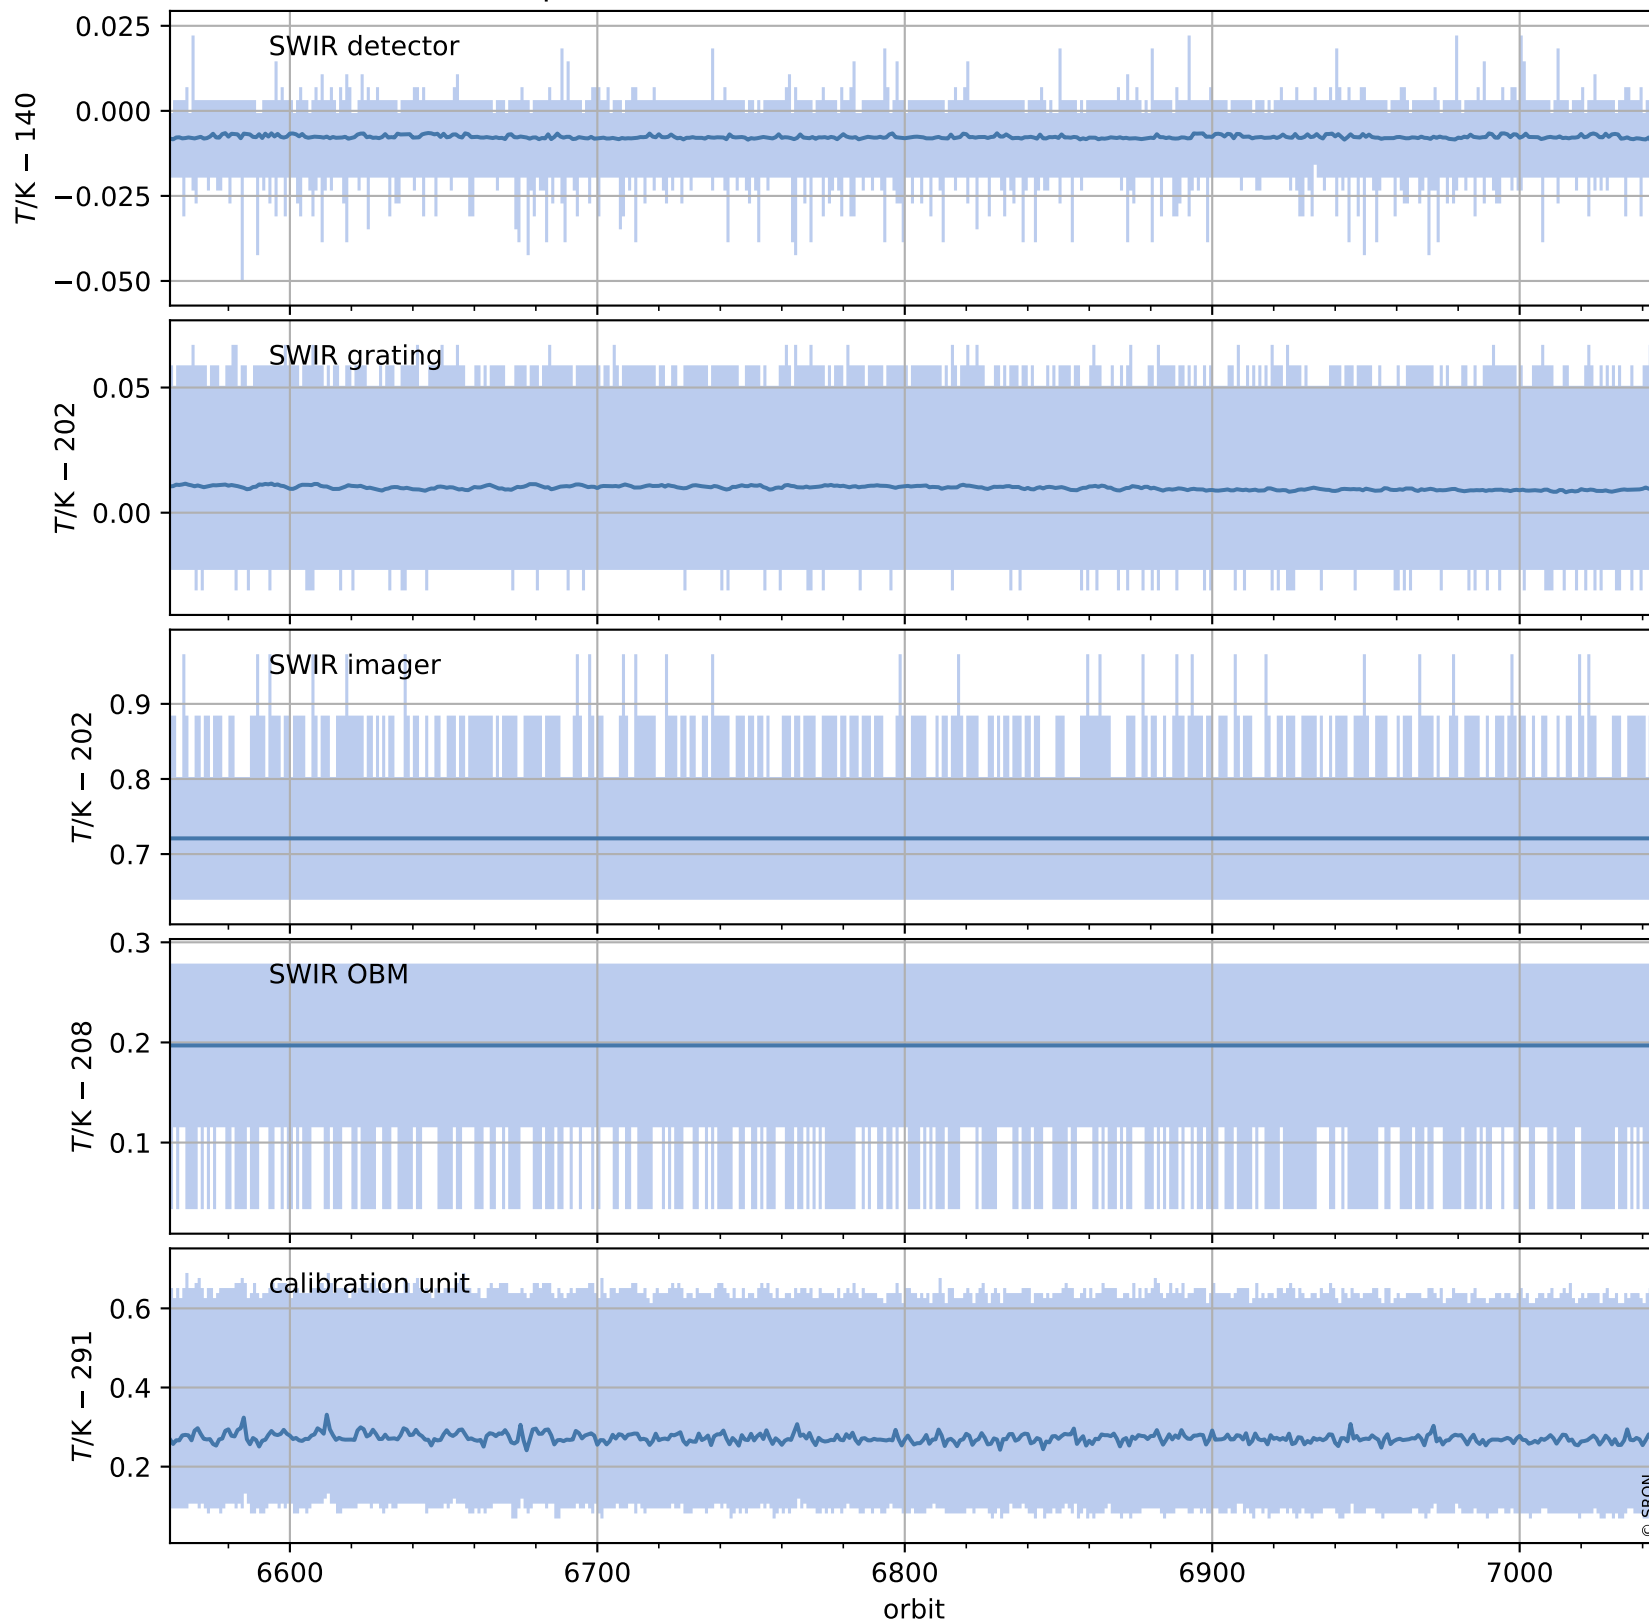 0.025
SWIR detector
0.000
−0.025
−0.050
T/K − 140
SWIR grating
0.05
0.00
T/K − 202
SWIR imager
0.9
0.8
0.7
T/K − 202
0.3
SWIR OBM
0.2
0.1
T/K − 208
calibration unit
0.6
0.4
0.2
T/K − 291
© SRON
6600 6700 6800 6900 7000
orbit